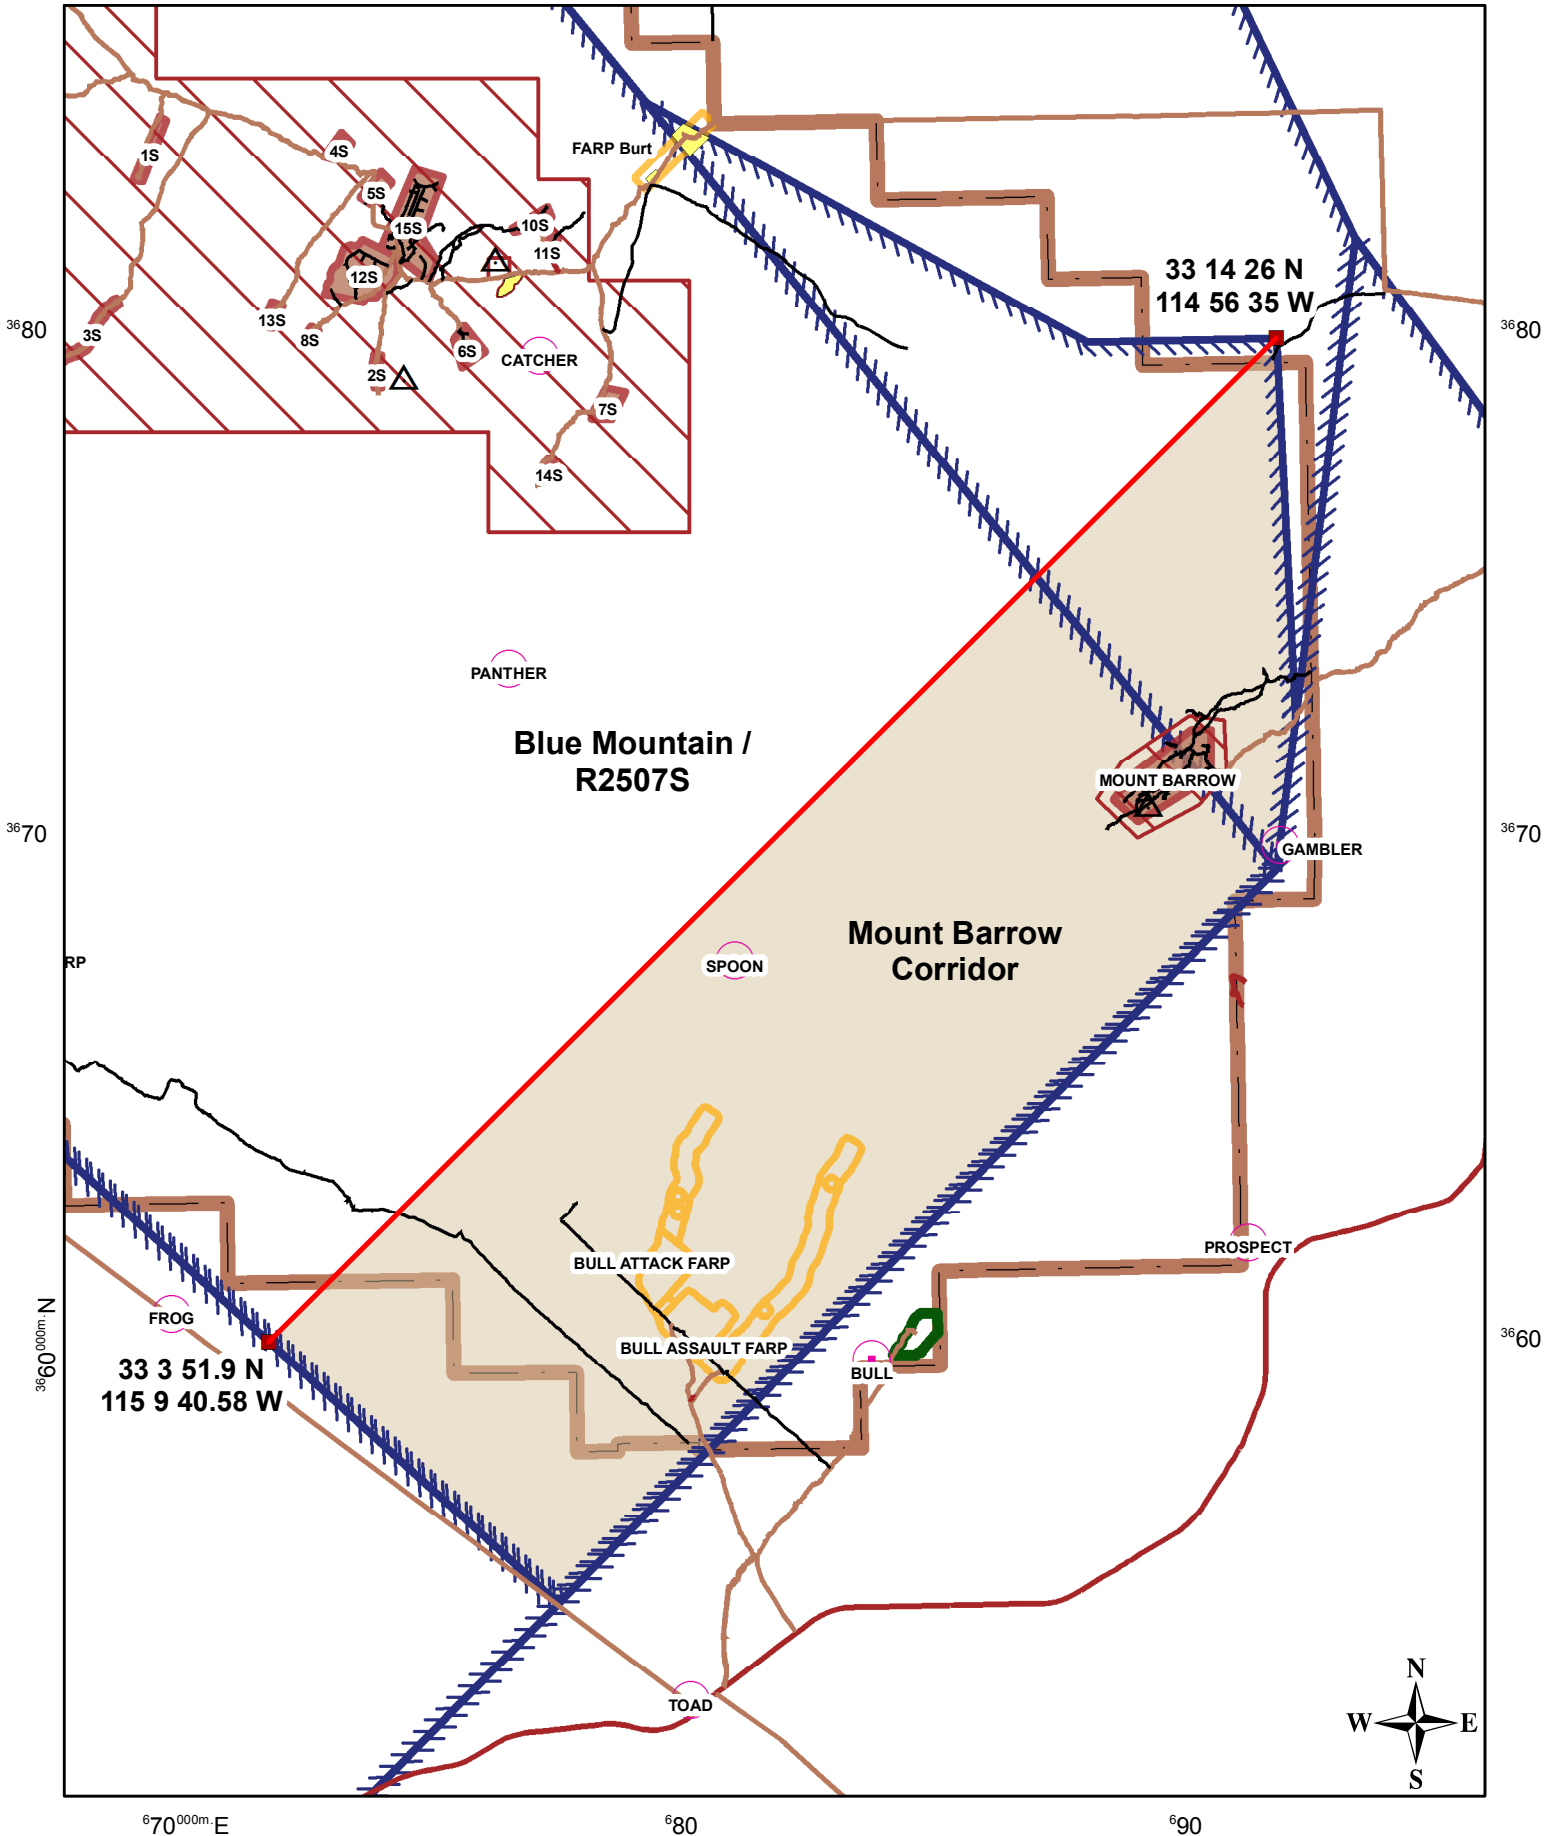 1S
4S
FARP Burt
5S
15S
10S
11S
12S
13S
8S
3S
6S
CATCHER
2S
7S
14S
33 14 26 N
114 56 35 W
3680
3680
PANTHER
Blue Mountain /
R2507S
MOUNT BARROW
3670
3670
GAMBLER
Mount Barrow
Corridor
SPOON
RP
PROSPECT
BULL ATTACK FARP
FROG
BULL ASSAULT FARP
BULL
3660000m.N
3660
33 3 51.9 N
115 9 40.58 W
TOAD
N
W E
S
670000m.E
680
690